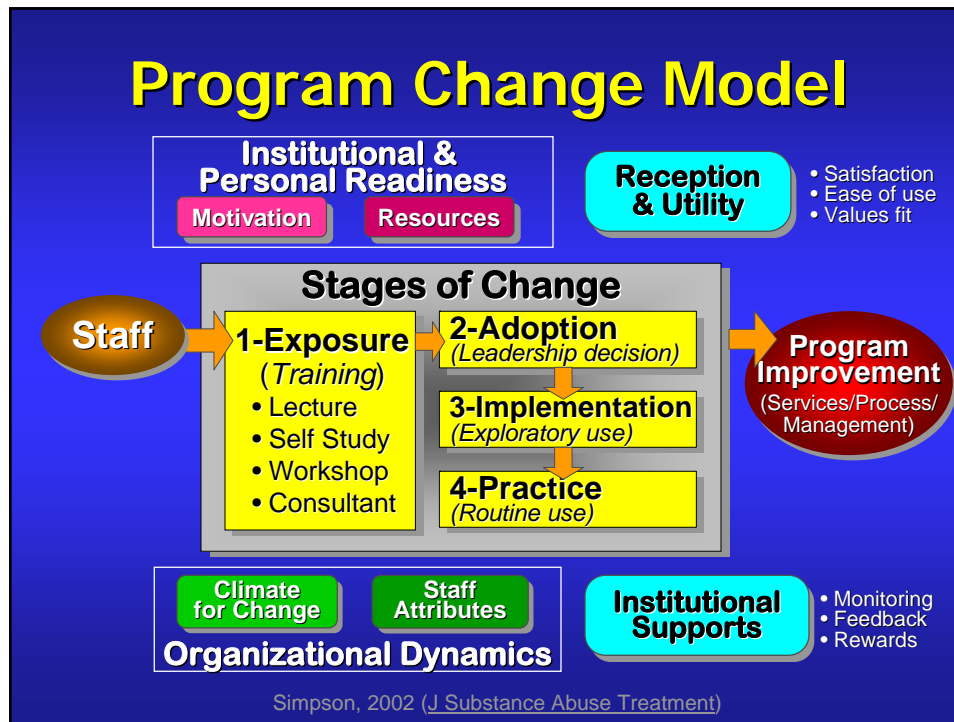 Program Change Model
Institutional &
Personal Readiness
Motivation
Resources
Reception
& Utility
• Satisfaction
• Ease of use
• Values fit
Stages of Change
Staff
1-Exposure
(Training)
• Lecture
• Self Study
• Workshop
• Consultant
2-Adoption
(Leadership decision)
3-Implementation
(Exploratory use)
4-Practice
(Routine use)
Program
Improvement
(Services/Process/
Management)
Climate
for Change
Staff
Attributes
Organizational Dynamics
Institutional
Supports
• Monitoring
• Feedback
• Rewards
Simpson, 2002 (J Substance Abuse Treatment)